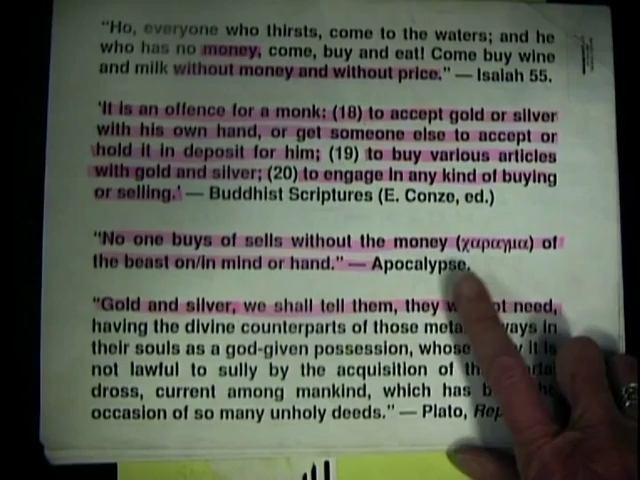 "Ho, everyone who thirsts, come to the waters; and he
who has no money, come, buy and eat! Come buy wine
and milk without money and without price." — Isaiah 55.
'It is an offence for a monk: (18) to accept gold or silver
with his own hand, or get someone else to accept or
hold it in deposit for him; (19) to buy various articles
with gold and silver; (20) to engage in any kind of buying
or selling.' — Buddhist Scriptures (E. Conze, ed.)
"No one buys of sells without the money (χαραγμα) of
the beast on/in mind or hand." — Apocalypse.
"Gold and silver, we shall tell them, they need,
having the divine counterparts of those in
their souls as a god-given possession, whose it is
not lawful to sully by the acquisition of
dross, current among mankind, which has
occasion of so many unholy deeds." — Plato,